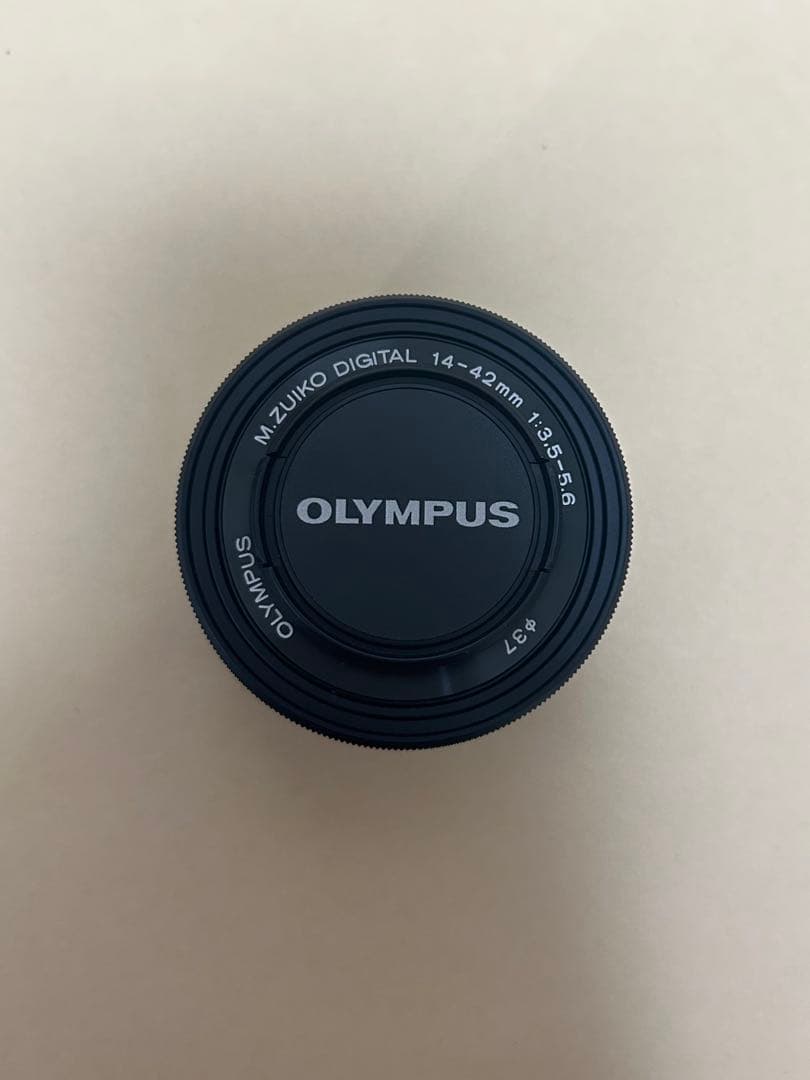 M.ZUIKO DIGITAL 14-42mm 1:3,5-5.6
OLYMPUS
OLYMPUS
ϕ37